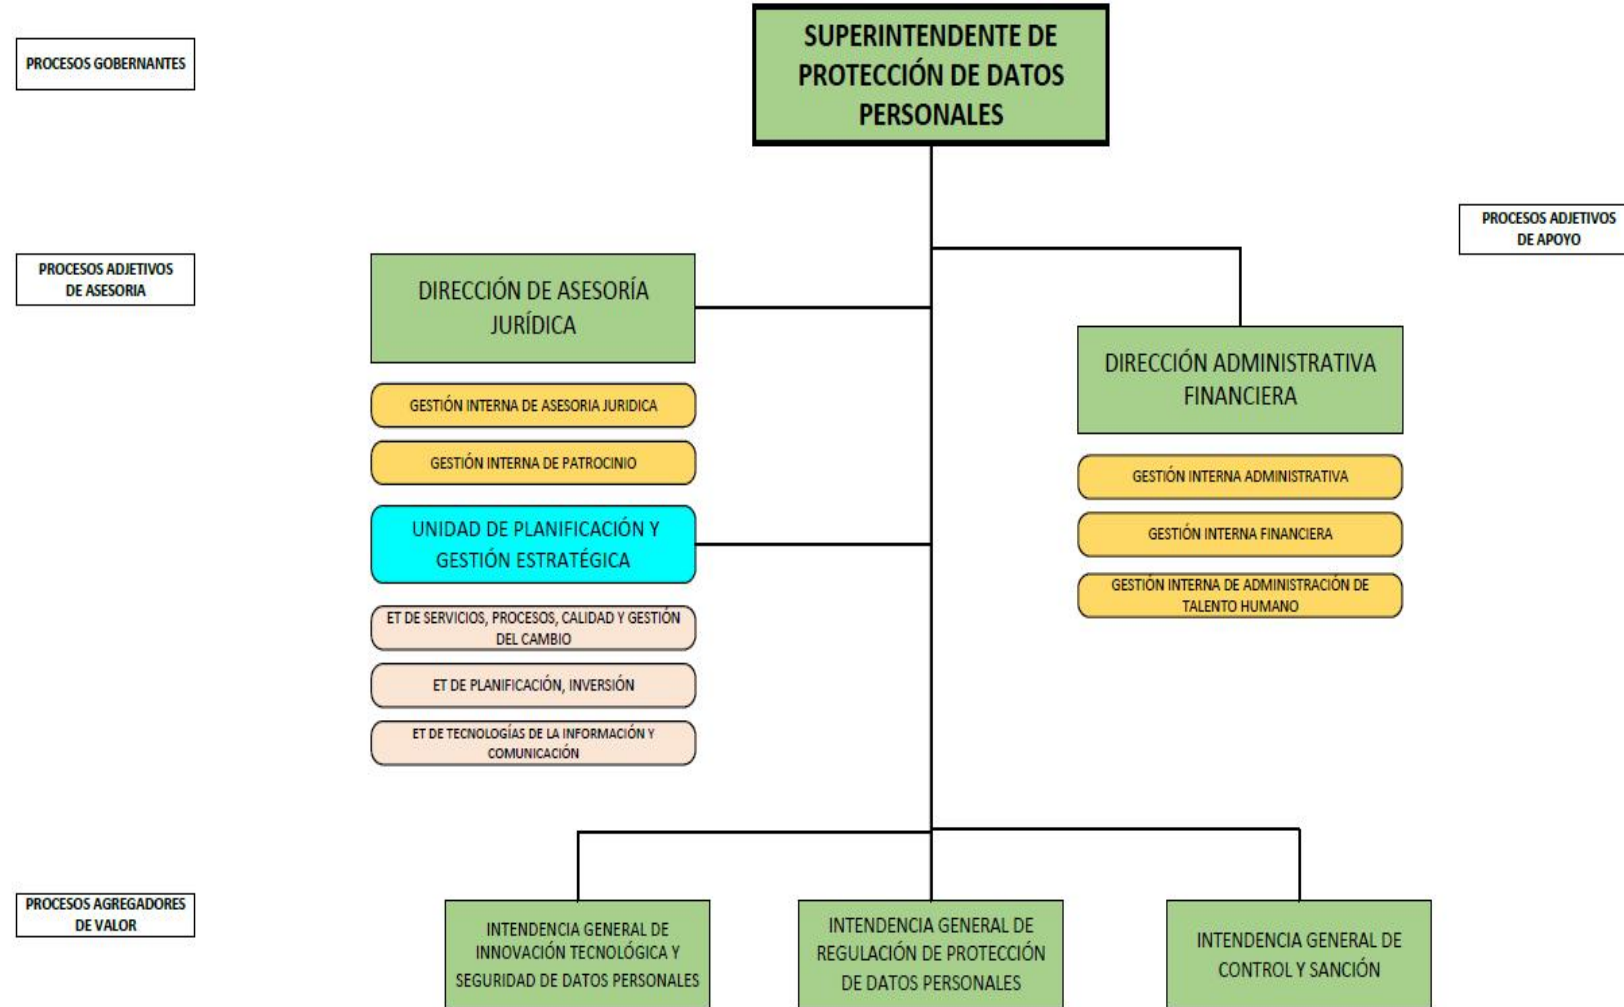 PROCESOS GOBERNANTES
SUPERINTENDENTE DE
PROTECCIÓN DE DATOS
PERSONALES
PROCESOS ADJETIVOS
DE APOYO
PROCESOS ADJETIVOS
DE ASESORIA
DIRECCIÓN DE ASESORÍA
JURÍDICA
GESTIÓN INTERNA DE ASESORIA JURIDICA
GESTIÓN INTERNA DE PATROCINIO
UNIDAD DE PLANIFICACIÓN Y
GESTIÓN ESTRATÉGICA
ET DE SERVICIOS, PROCESOS, CALIDAD Y GESTIÓN
DEL CAMBIO
ET DE PLANIFICACIÓN, INVERSIÓN
ET DE TECNOLOGÍAS DE LA INFORMACIÓN Y
COMUNICACIÓN
DIRECCIÓN ADMINISTRATIVA
FINANCIERA
GESTIÓN INTERNA ADMINISTRATIVA
GESTIÓN INTERNA FINANCIERA
GESTIÓN INTERNA DE ADMINISTRACIÓN DE
TALENTO HUMANO
PROCESOS AGREGADORES
DE VALOR
INTENDENCIA GENERAL DE
INNOVACIÓN TECNOLÓGICA Y
SEGURIDAD DE DATOS PERSONALES
INTENDENCIA GENERAL DE
REGULACIÓN DE PROTECCIÓN
DE DATOS PERSONALES
INTENDENCIA GENERAL DE
CONTROL Y SANCIÓN